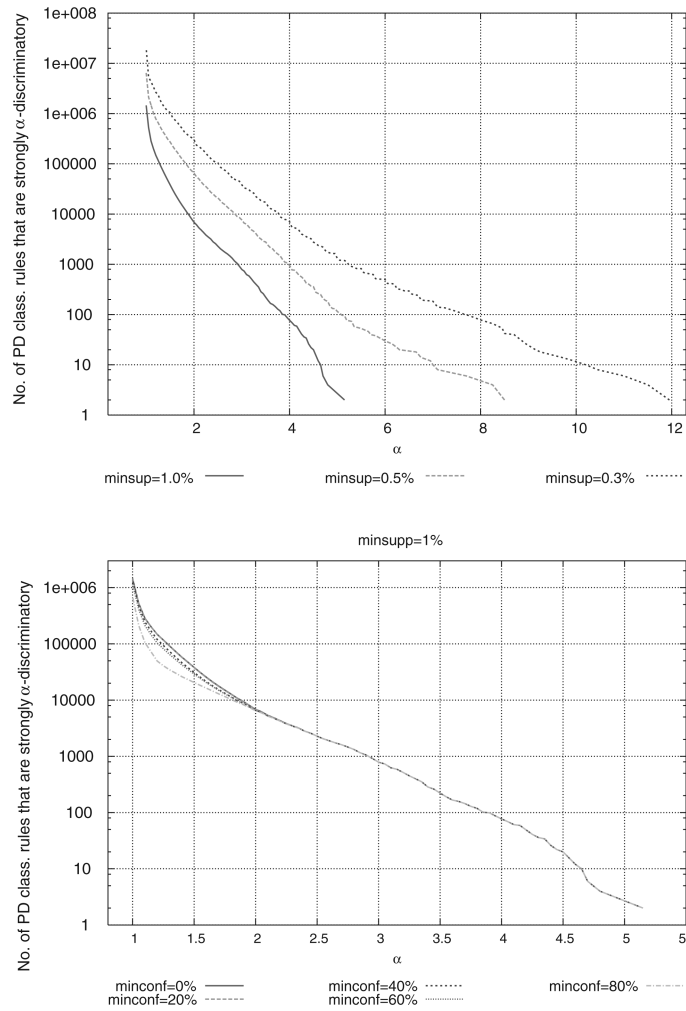 No. of PD class. rules that are strongly α-discriminatory
1e+008
1e+007
1e+006
100000
10000
1000
100
10
1
2 4 6 8 10 12
α
minsup=1.0% minsup=0.5% minsup=0.3%
minsupp=1%
No. of PD class. rules that are strongly α-discriminatory
1e+006
100000
10000
1000
100
10
1
1 1.5 2 2.5 3 3.5 4 4.5 5 5
α
minconf=0% minconf=40% minconf=80%
minconf=20% minconf=60%